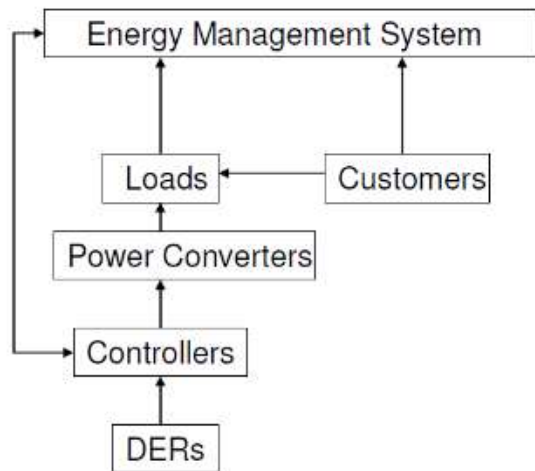 Energy Management System
Loads
Customers
Power Converters
Controllers
DERs